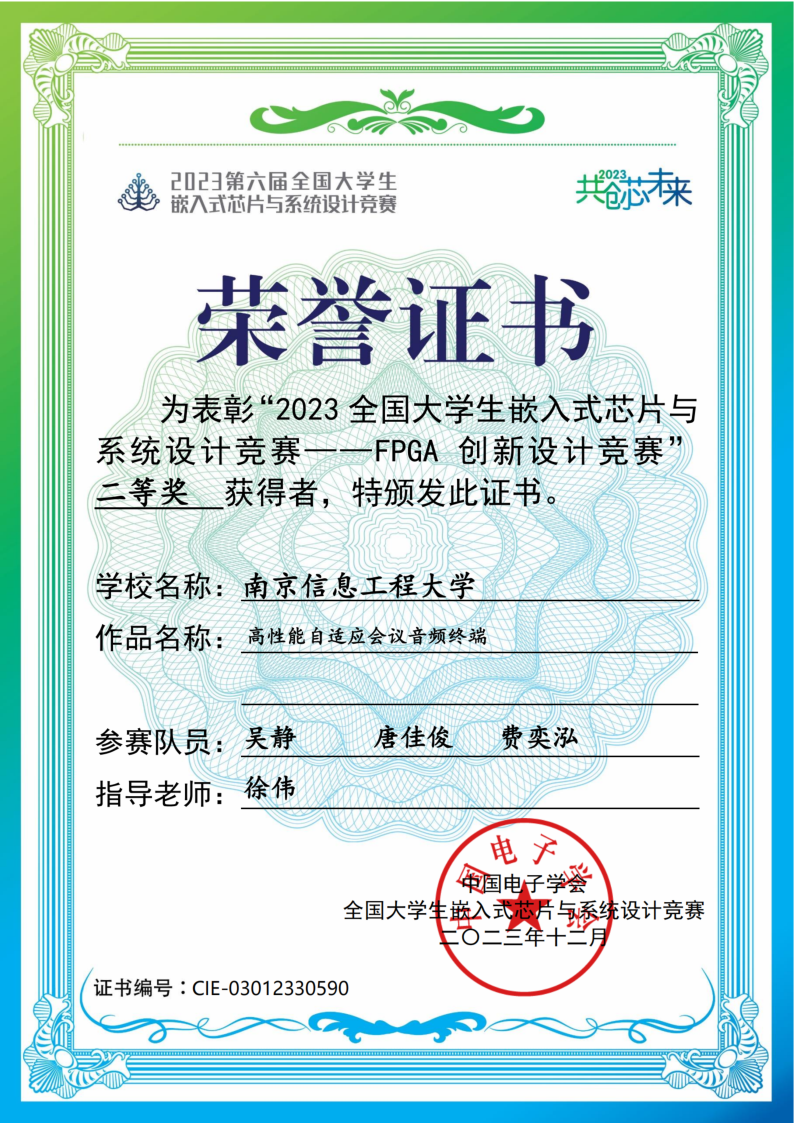 2023第六届全国大学生
嵌入式芯片与系统设计竞赛
2023
共创芯未来
荣誉证书
为表彰“2023 全国大学生嵌入式芯片与
系统设计竞赛——FPGA 创新设计竞赛”
二等奖 获得者，特颁发此证书。
学校名称：南京信息工程大学
作品名称：高性能自适应会议音频终端
参赛队员：吴静 唐佳俊 费奕泓
指导老师：徐伟
中国电子学会
中国电子学会
全国大学生嵌入式芯片与系统设计竞赛
二〇二三年十二月
证书编号：CIE-03012330590